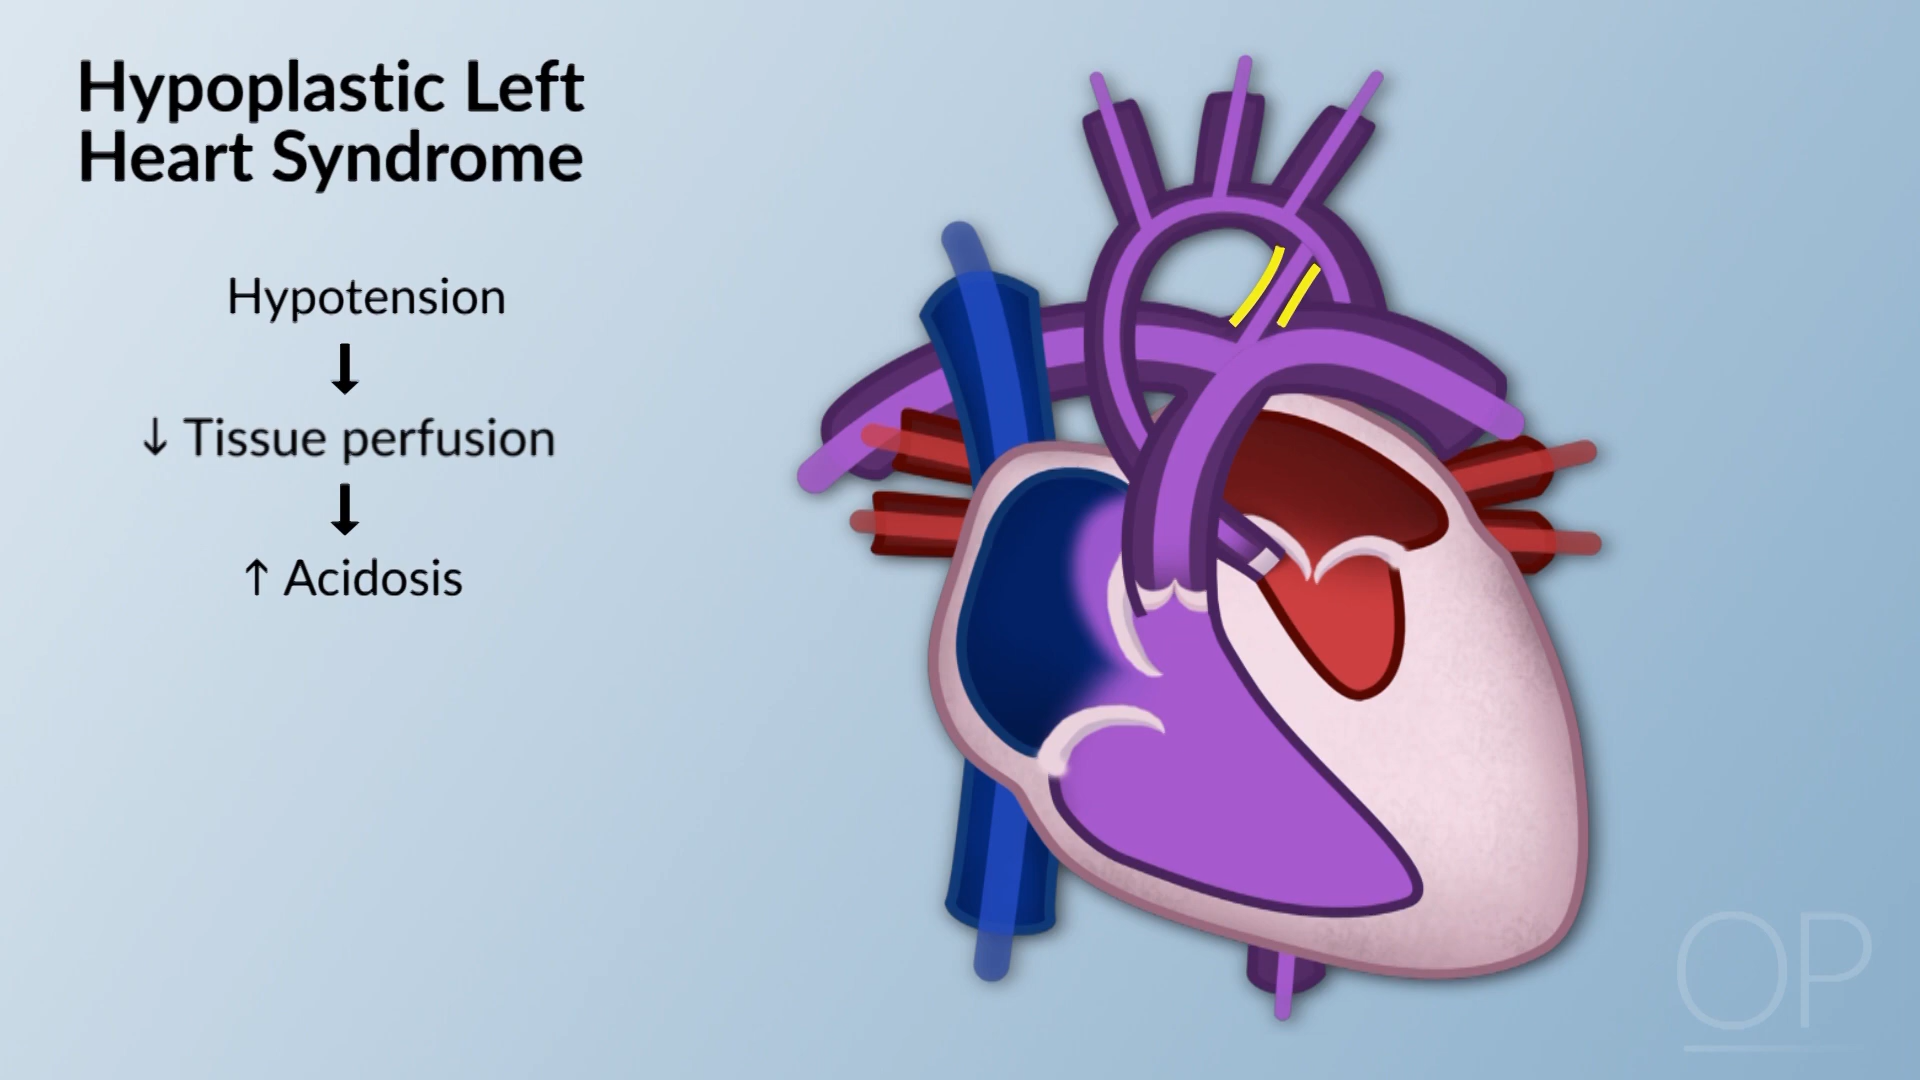 Hypoplastic Left
Heart Syndrome
Hypotension
↓ Tissue perfusion
↑ Acidosis
OP